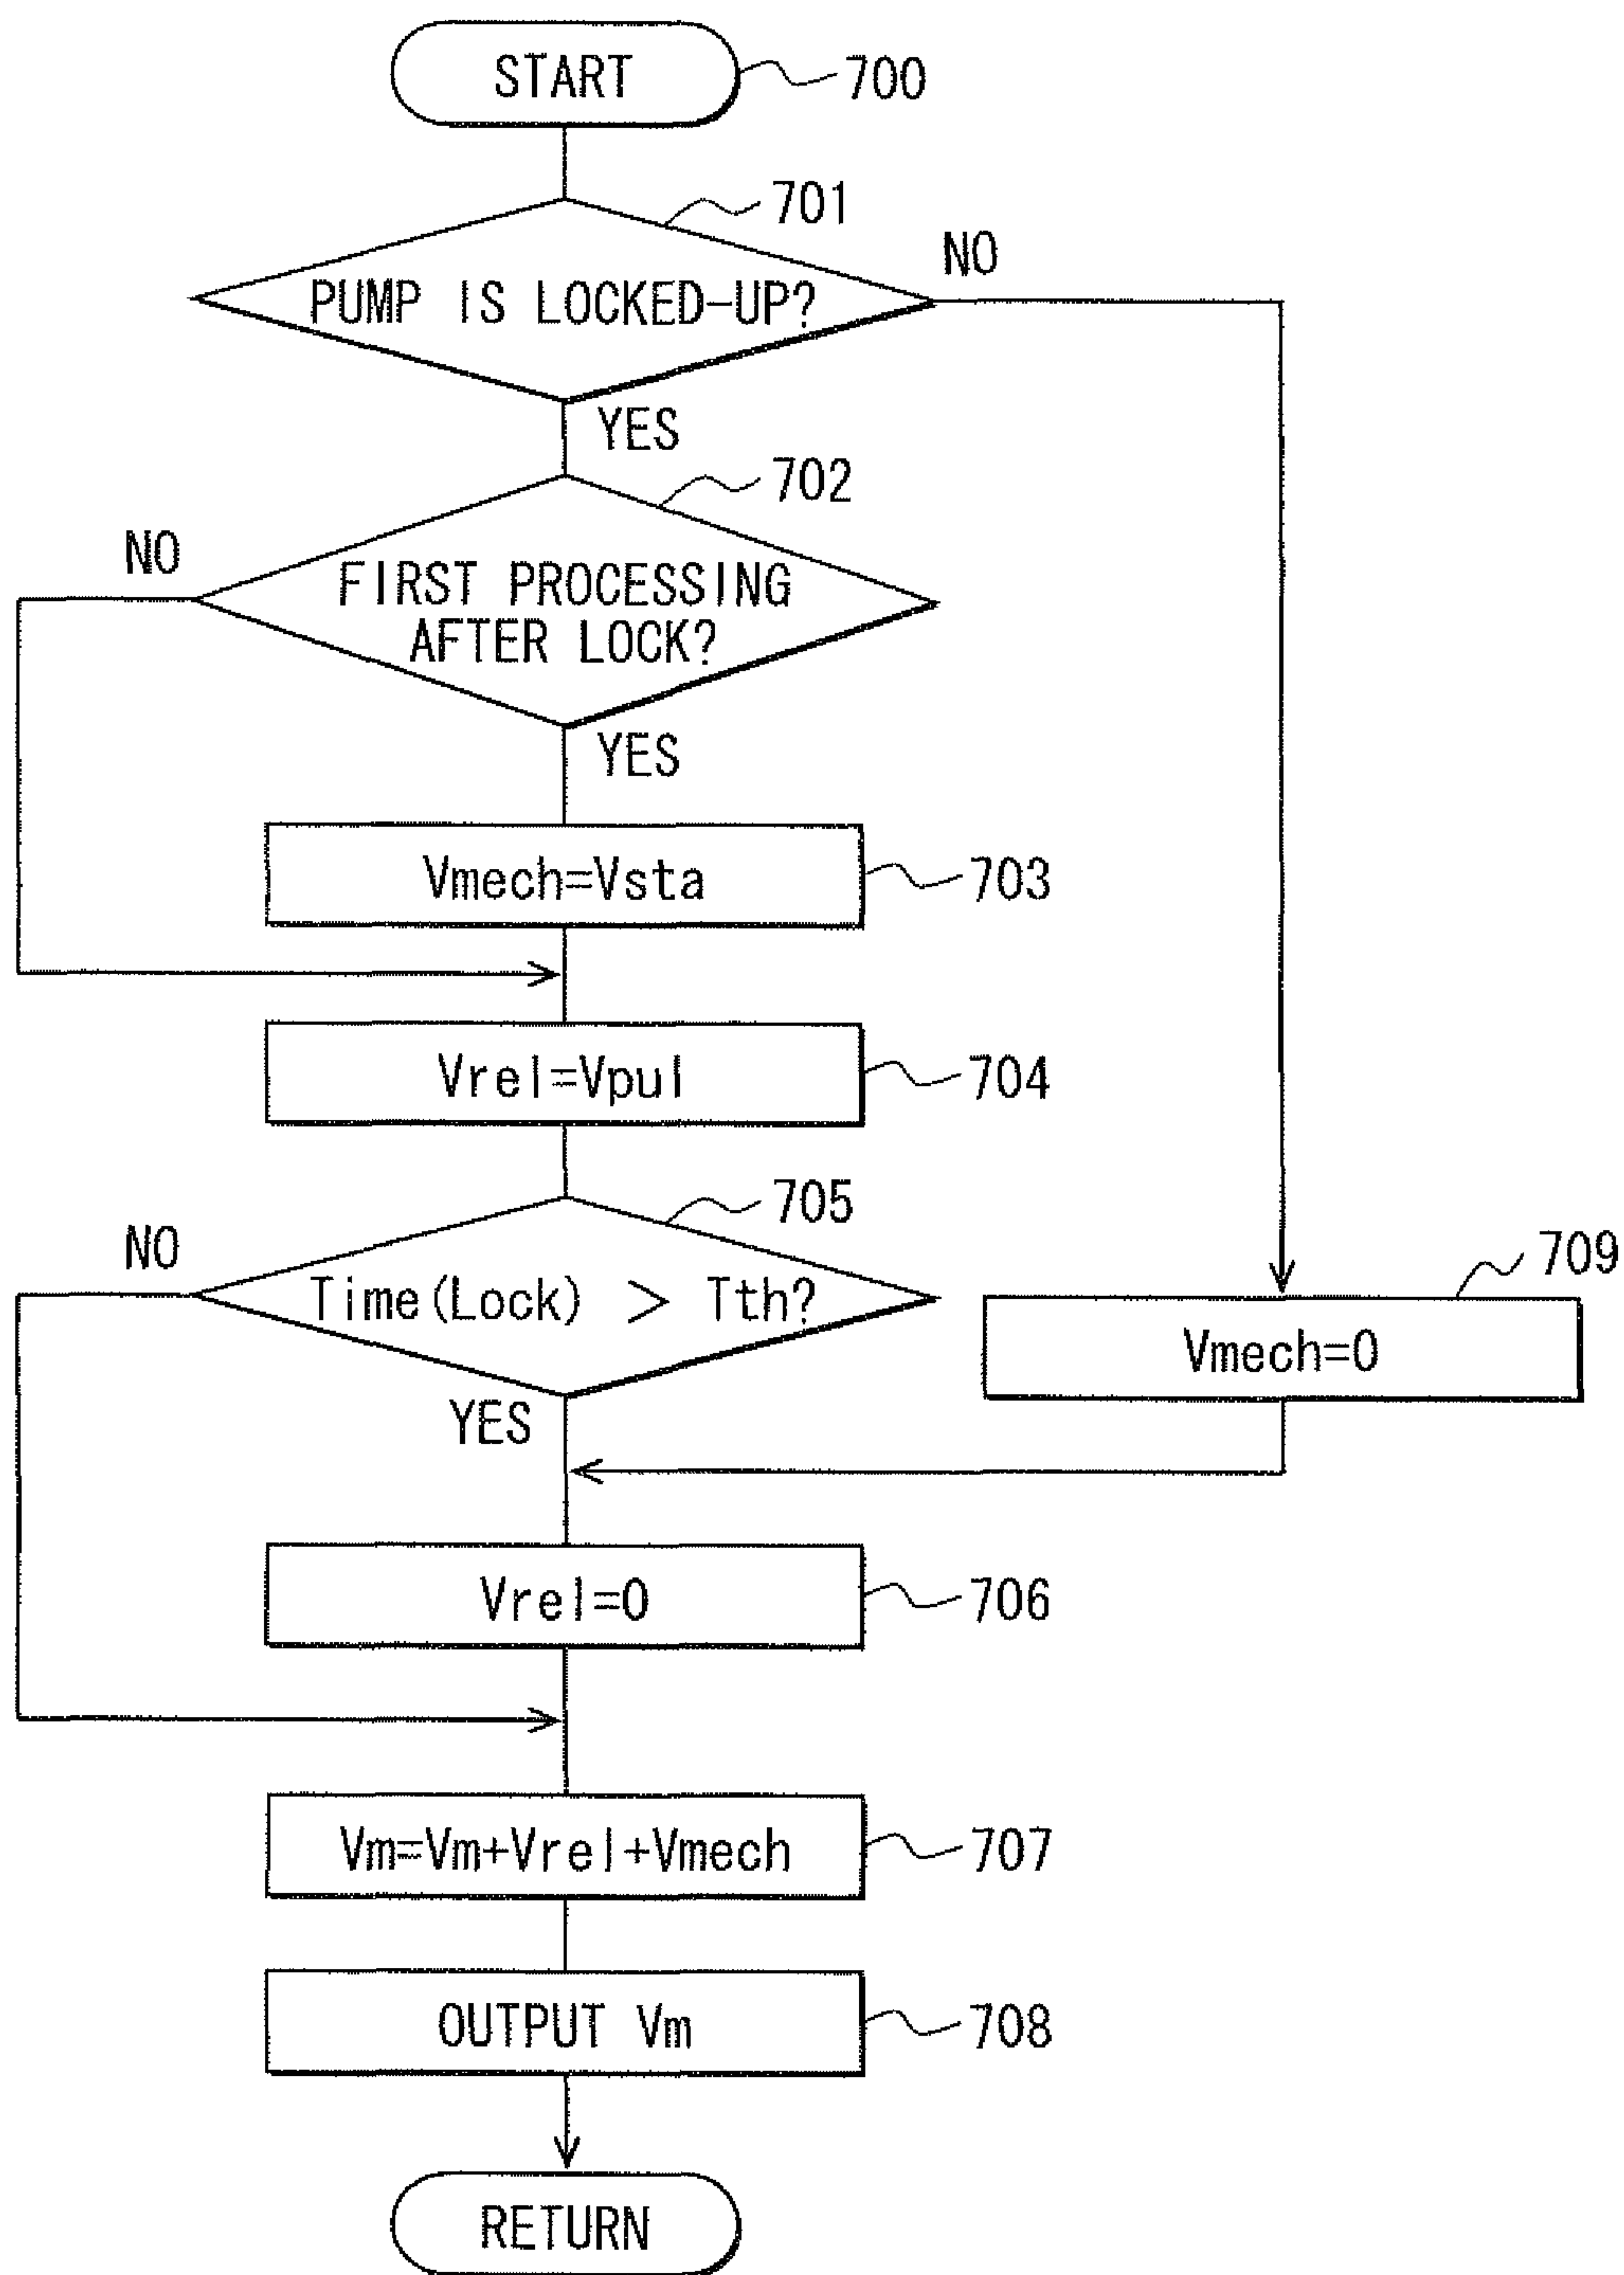 START
700
701
PUMP IS LOCKED-UP?
NO
YES
702
NO
FIRST PROCESSING
AFTER LOCK?
YES
Vmech=Vsta
703
Vrel=Vpul
704
705
NO
Time(Lock) > Tth?
YES
709
Vmech=0
Vrel=0
706
Vm=Vm+Vrel+Vmech
707
OUTPUT Vm
708
RETURN